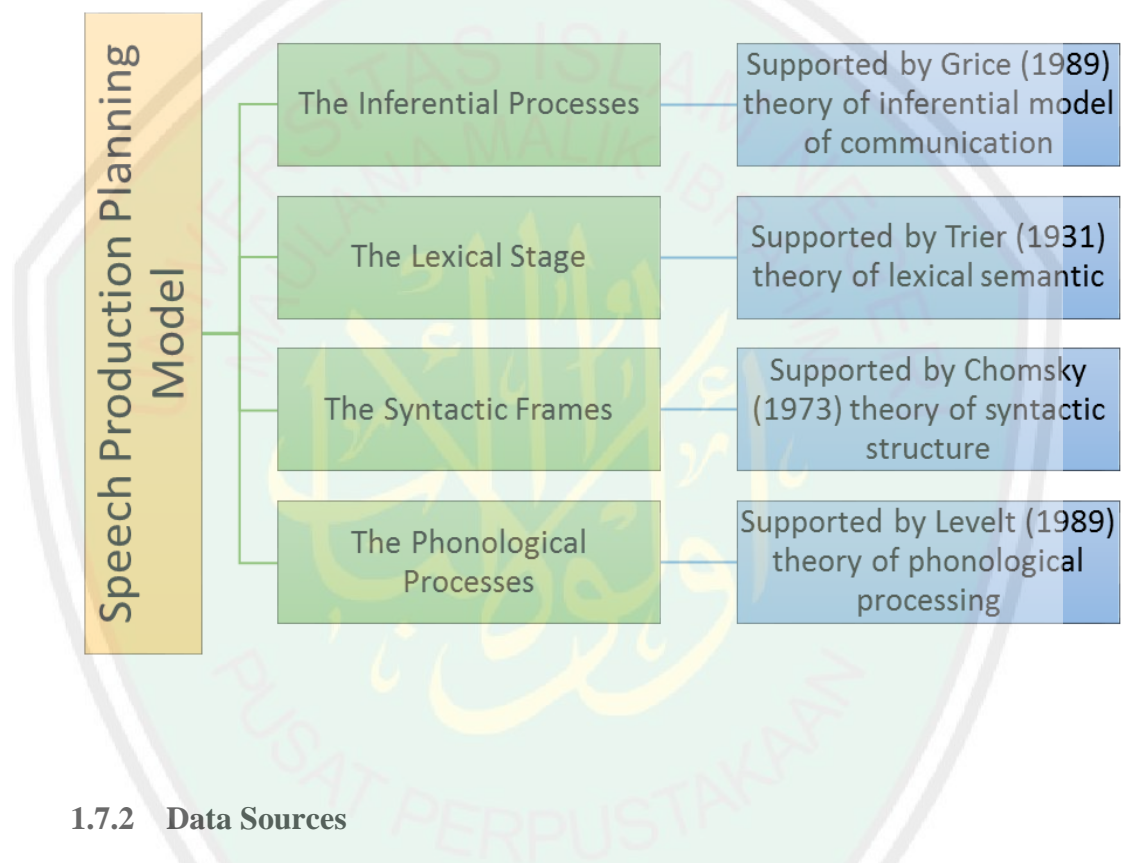 Speech Production Planning
Model
The Inferential Processes
Supported by Grice (1989)
theory of inferential model
of communication
The Lexical Stage
Supported by Trier (1931)
theory of lexical semantic
The Syntactic Frames
Supported by Chomsky
(1973) theory of syntactic
structure
The Phonological
Processes
Supported by Levelt (1989)
theory of phonological
processing
1.7.2 Data Sources
PUSAT PERPUSTAKAAN